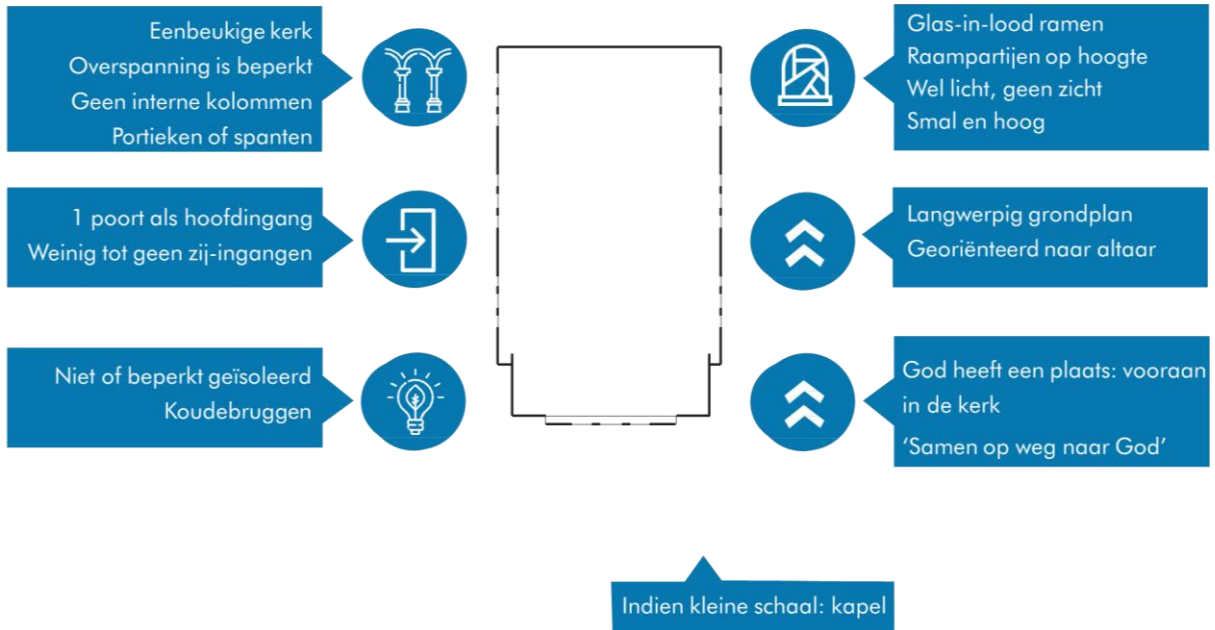 Eenbeukige kerk
Overspanning is beperkt
Geen interne kolommen
Portieken of spanten
1 poort als hoofdingang
Weinig tot geen zij-ingangen
Niet of beperkt geïsoleerd
Koudebruggen
Glas-in-lood ramen
Raampartijen op hoogte
Wel licht, geen zicht
Smal en hoog
Langwerpig grondplan
Georiënteerd naar altaar
God heeft een plaats: vooraan
in de kerk
‘Samen op weg naar God’
Indien kleine schaal: kapel